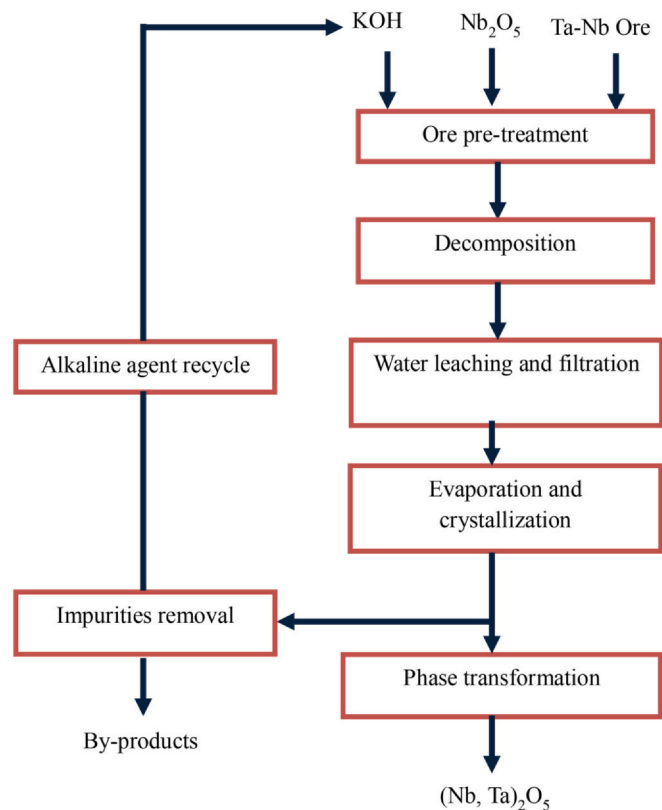 KOH
Nb₂O₅
Ta-Nb Ore
Ore pre-treatment
Decomposition
Alkaline agent recycle
Water leaching and filtration
Evaporation and
crystallization
Impurities removal
Phase transformation
By-products
(Nb, Ta)₂O₅